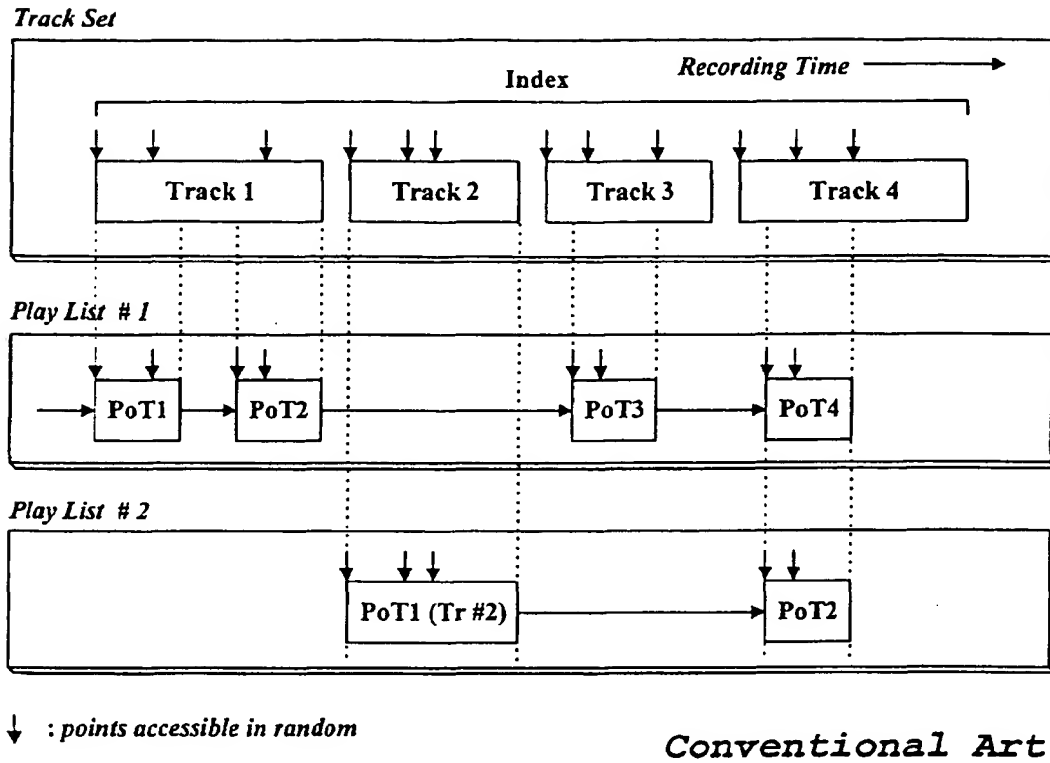 Track Set
Recording Time
Index
Track 1 Track 2 Track 3 Track 4
Play List # 1
PoT1 PoT2 PoT3 PoT4
Play List # 2
PoT1 (Tr #2) PoT2
: points accessible in random
Conventional Art